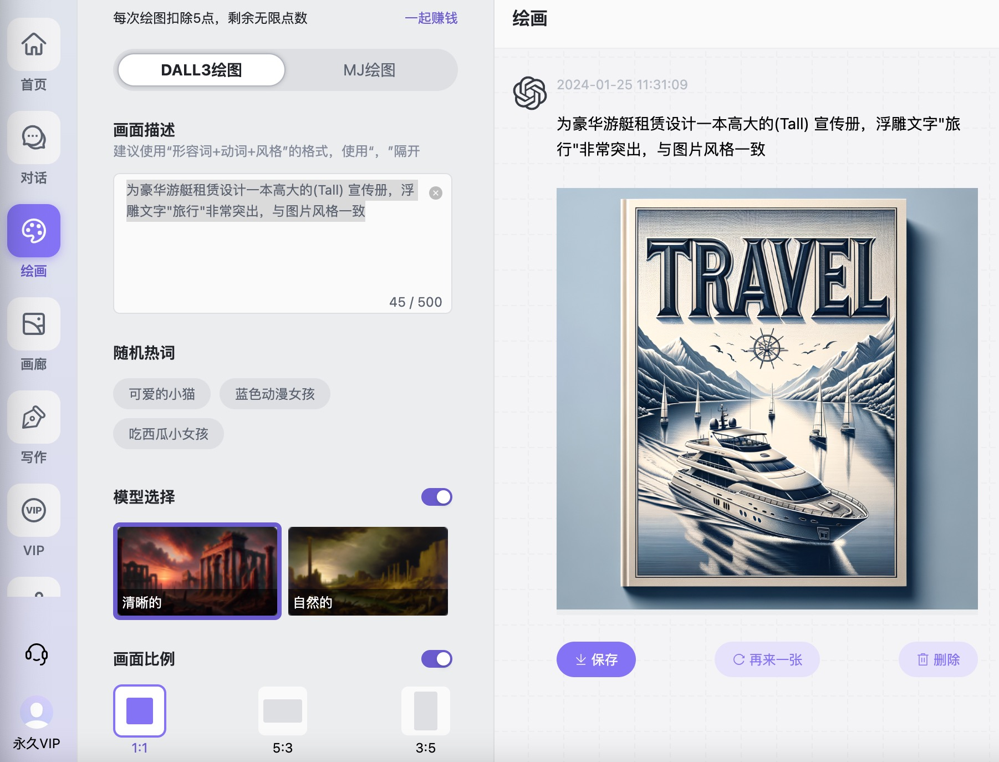 首页
对话
绘画
画廊
写作
VIP
VIP
永久VIP
每次绘图扣除5点，剩余无限点数
一起赚钱
DALL3绘图
MJ绘图
画面描述
建议使用“形容词+动词+风格”的格式，使用“，”隔开
为豪华游艇租赁设计一本高大的(Tall) 宣传册，浮
雕文字"旅行"非常突出，与图片风格一致
45 / 500
随机热词
可爱的小猫
蓝色动漫女孩
吃西瓜小女孩
模型选择
清晰的
自然的
画面比例
1:1
5:3
3:5
绘画
2024-01-25 11:31:09
为豪华游艇租赁设计一本高大的(Tall) 宣传册，浮雕文字"旅
行"非常突出，与图片风格一致
TRAVEL
保存
再来一张
删除